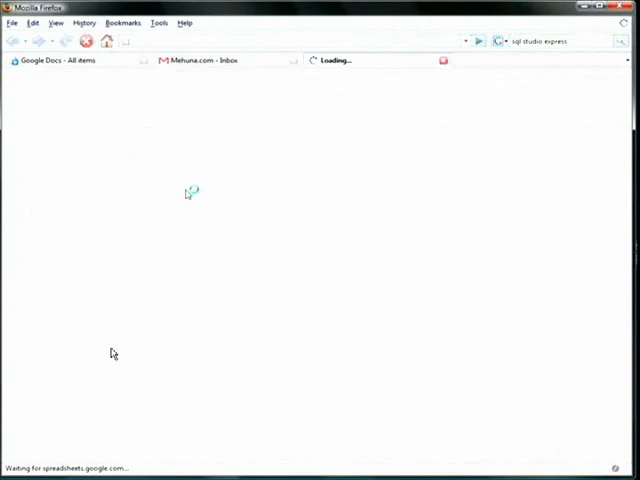 Mozilla Firefox
File Edit View History Bookmarks Tools Help
sql studio express
Google Docs - All items Mehuna.com - Inbox Loading...
Waiting for spreadsheets.google.com...